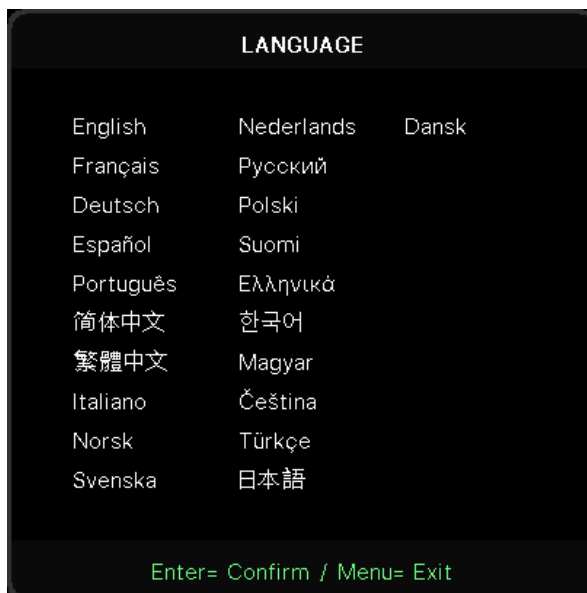 LANGUAGE
English Nederlands Dansk
Français Русский
Deutsch Polski
Español Suomi
Português Ελληνικά
简体中文 한국어
繁體中文 Magyar
Italiano Čeština
Norsk Türkçe
Svenska 日本語
Enter= Confirm / Menu= Exit